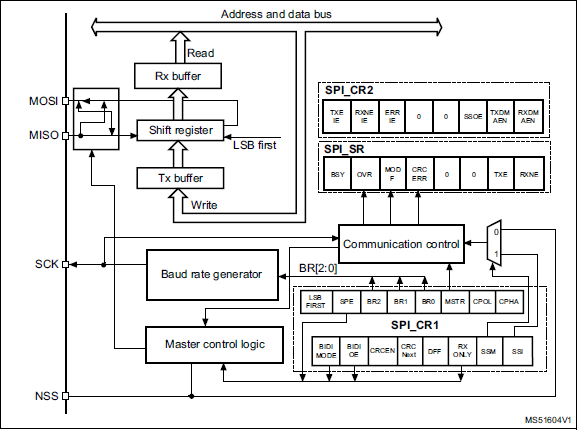 Address and data bus
Read
Rx buffer
MOSI
MISO
Shift register
LSB first
Tx buffer
Write
SPI_CR2
TXE
IE
RXNE
IE
ERR
IE
0
0
SSOE
TXDM
AEN
RXDM
AEN
SPI_SR
BSY
OVR
MOD
F
CRC
ERR
0
0
TXE
RXNE
Communication control
0
1
SCK
Baud rate generator
BR[2:0]
LSB
FIRST
SPE
BR2
BR1
BR0
MSTR
CPOL
CPHA
SPI_CR1
Master control logic
BIDI
MODE
BIDI
OE
CRCEN
CRC
Next
DFF
RX
ONLY
SSM
SSI
NSS
MS51604V1